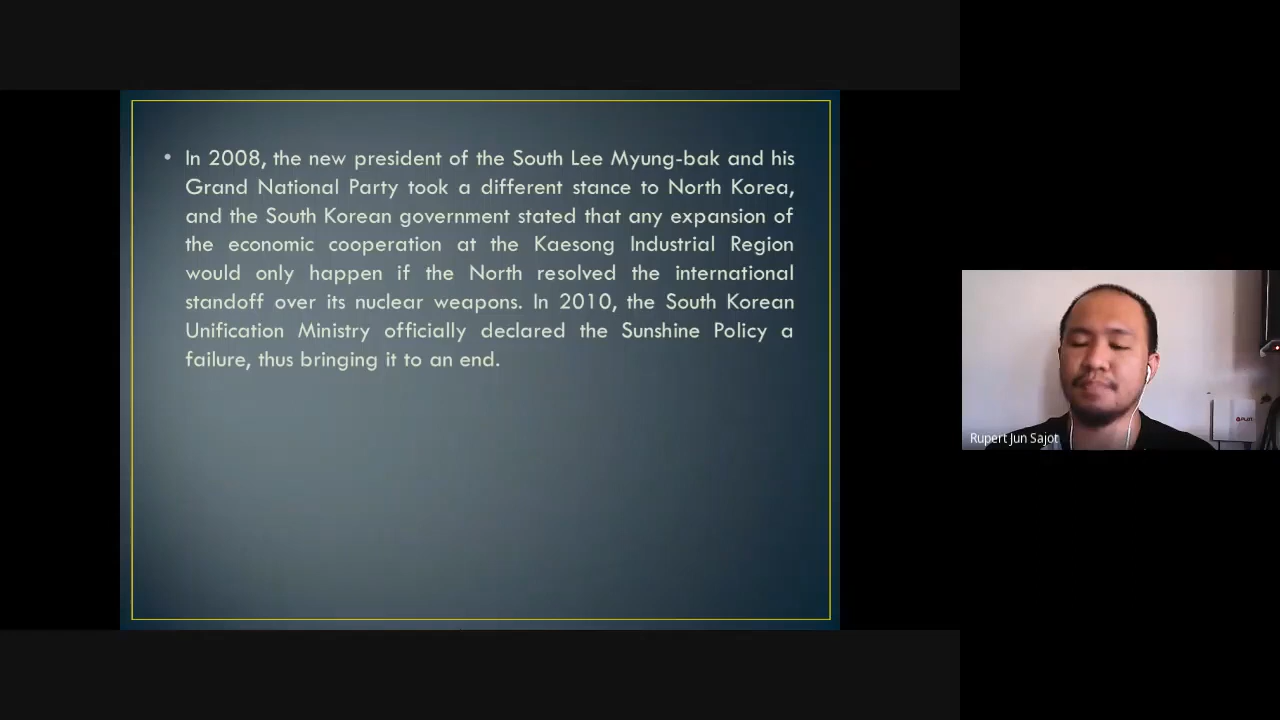 • In 2008, the new president of the South Lee Myung-bak and his
Grand National Party took a different stance to North Korea,
and the South Korean government stated that any expansion of
the economic cooperation at the Kaesong Industrial Region
would only happen if the North resolved the international
standoff over its nuclear weapons. In 2010, the South Korean
Unification Ministry officially declared the Sunshine Policy a
failure, thus bringing it to an end.
Rupert Jun Sajot